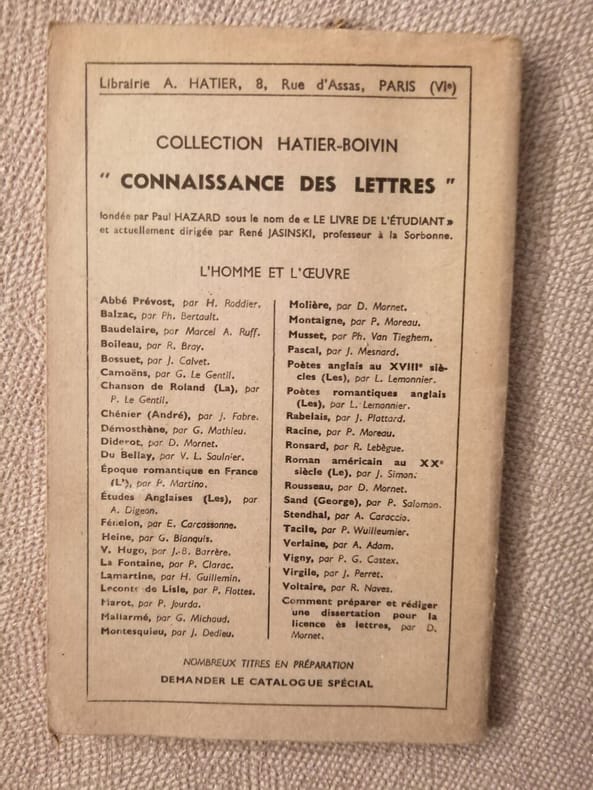 Librairie A. HATIER, 8, Rue d'Assas, PARIS (VIe)
COLLECTION HATIER-BOIVIN
" CONNAISSANCE DES LETTRES "
fondée par Paul HAZARD sous le nom de « LE LIVRE DE L'ÉTUDIANT »
et actuellement dirigée par René JASINSKI, professeur à la Sorbonne.
L'HOMME ET L'ŒUVRE
Abbé Prévost, par H. Roddier.
Balzac, par Ph. Bertault.
Baudelaire, par Marcel A. Ruff.
Boileau, par R. Bray.
Bossuet, par J. Calvet.
Camoëns, par G. Le Gentil.
Chanson de Roland (La), par
P. Le Gentil.
Chénier (André), par J. Fabre.
Démosthène, par G. Mathieu.
Diderot, par D. Mornet.
Du Bellay, par V. L. Saulnier.
Époque romantique en France
(L'), par P. Martino.
Études Anglaises (Les), par
A. Digeon.
Fénelon, par E. Carcassonne.
Heine, par G. Bianquis.
V. Hugo, par J.-B. Barrère.
La Fontaine, par P. Clarac.
Lamartine, par H. Guillemin.
Leconte de Lisle, par P. Flottes.
Marot, par P. Jourda.
Mallarmé, par G. Michaud.
Montesquieu, par J. Dedieu.
Molière, par D. Mornet.
Montaigne, par P. Moreau.
Musset, par Ph. Van Tieghem.
Pascal, par J. Mesnard.
Poètes anglais au XVIIIe siè-
cles (Les), par L. Lemonnier.
Poètes romantiques anglais
(Les), par L. Lemonnier.
Rabelais, par J. Plattard.
Racine, par P. Moreau.
Ronsard, par R. Lebègue.
Roman américain au XXe
siècle (Le), par J. Simon.
Rousseau, par D. Mornet.
Sand (George), par P. Salomon.
Stendhal, par A. Caraccio.
Tacite, par P. Wuilleumier.
Verlaine, par A. Adam.
Vigny, par P. G. Castex.
Virgile, par J. Perret.
Voltaire, par R. Naves.
Comment préparer et rédiger
une dissertation pour la
licence ès lettres, par D.
Mornet.
NOMBREUX TITRES EN PRÉPARATION
DEMANDER LE CATALOGUE SPÉCIAL